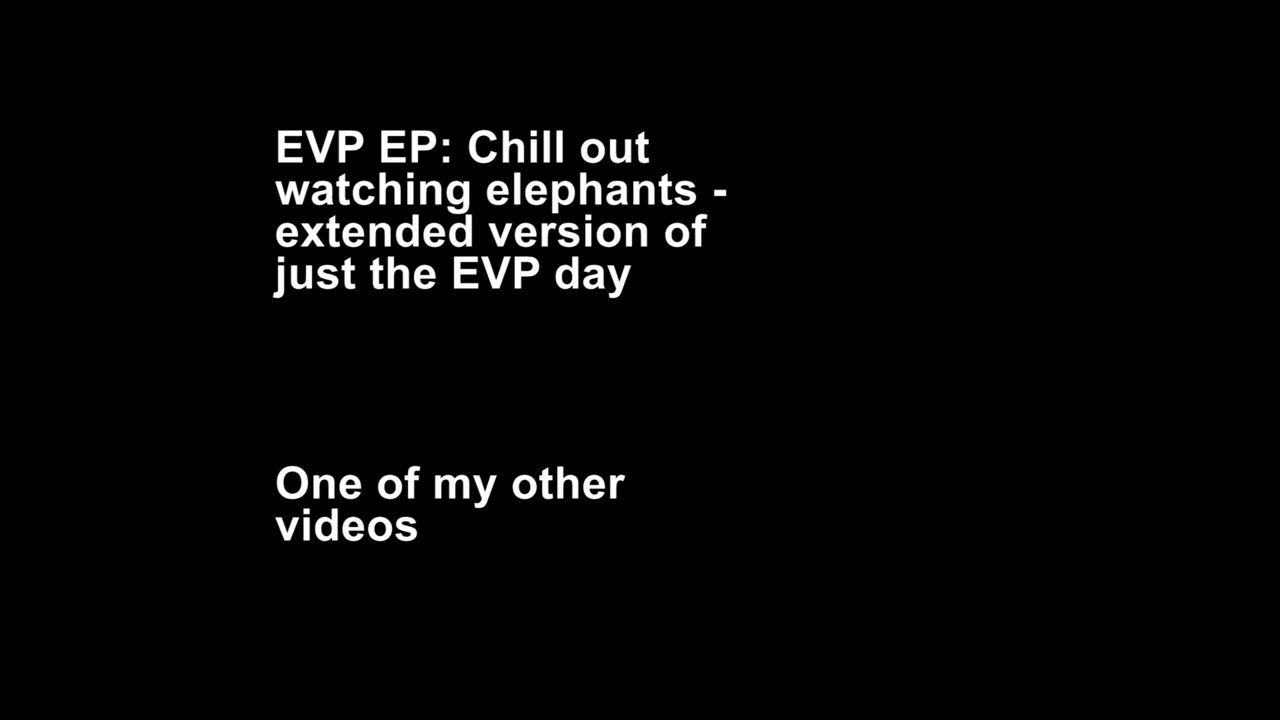 EVP EP: Chill out
watching elephants -
extended version of
just the EVP day
One of my other
videos